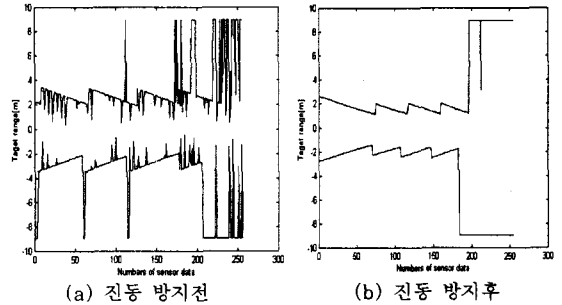 10
8
6
4
2
0
-2
-4
-6
-8
-10
Taget range[m]
0 50 100 150 200 250 300
Numbers of sensor data
(a) 진동 방지전
10
8
6
4
2
0
-2
-4
-6
-8
-10
Taget range[m]
0 50 100 150 200 250 300
Numbers of sensor data
(b) 진동 방지후